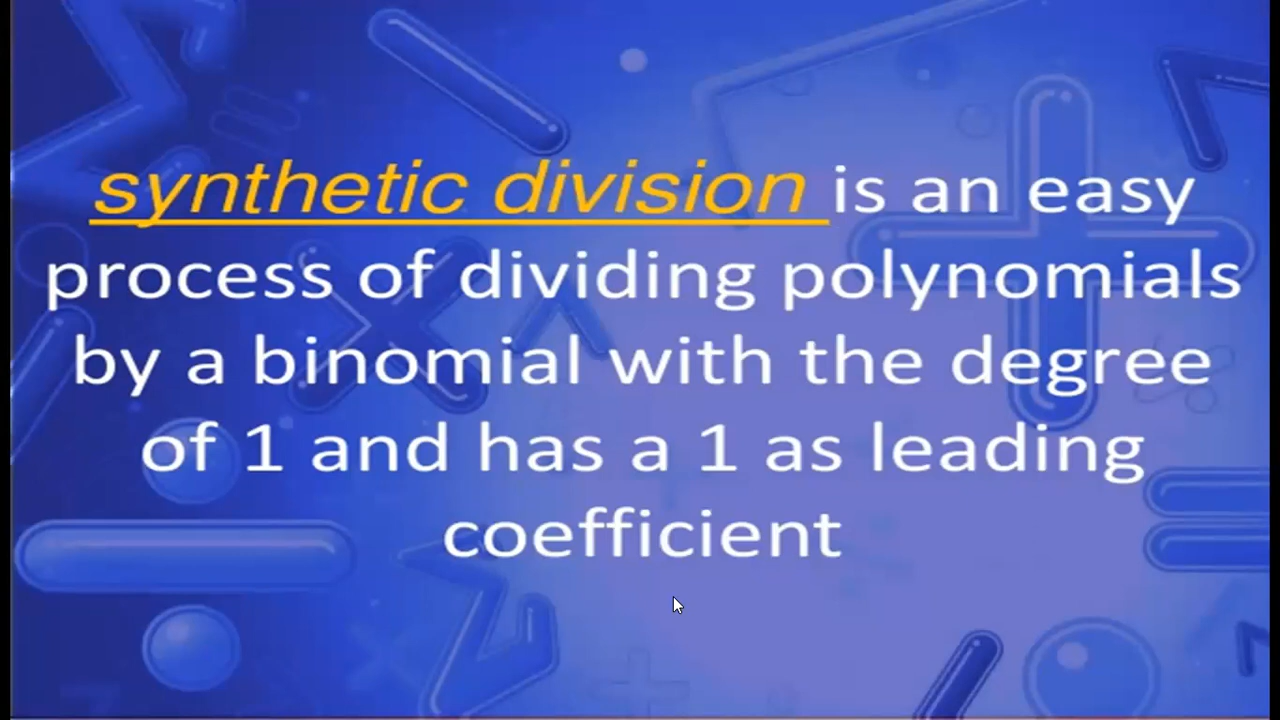 synthetic division is an easy
process of dividing polynomials
by a binomial with the degree
of 1 and has a 1 as leading
coefficient